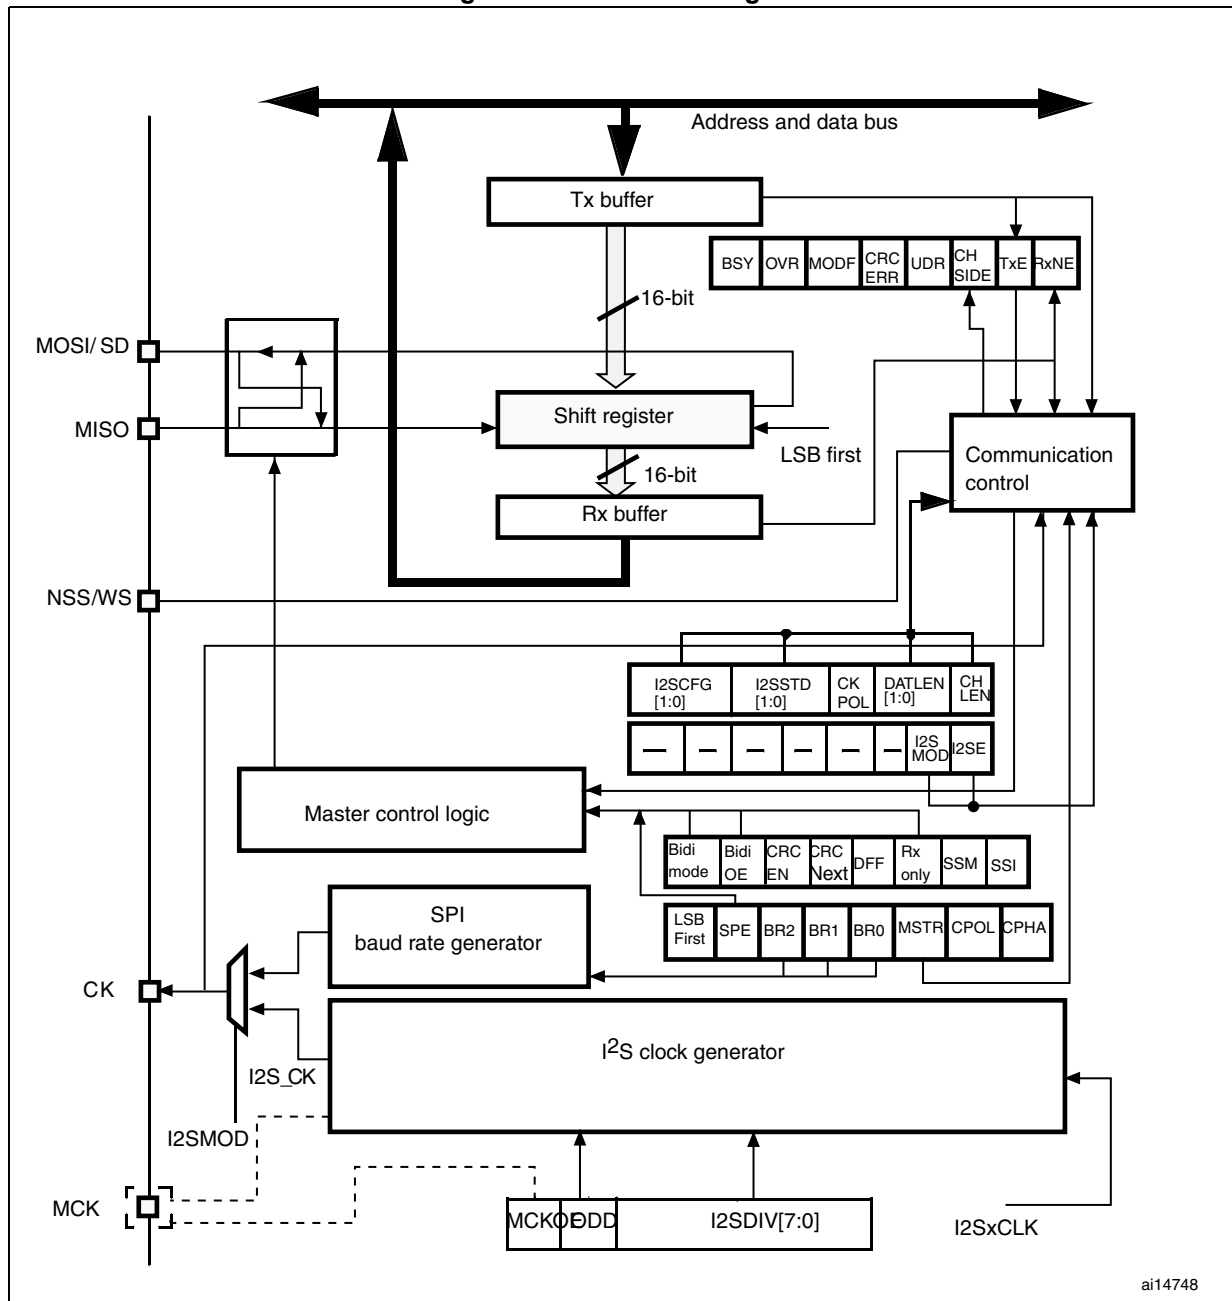 Address and data bus
Tx buffer
BSY OVR MODF CRC ERR UDR CH SIDE TxE RxNE
16-bit
MOSI/ SD
MISO
Shift register
LSB first
Communication
control
16-bit
Rx buffer
NSS/WS
I2SCFG [1:0] I2SSTD [1:0] CK POL DATLEN [1:0] CH LEN
I2S MOD I2SE
Master control logic
Bidi mode Bidi OE CRC EN CRC Next DFF Rx only SSM SSI
LSB First SPE BR2 BR1 BR0 MSTR CPOL CPHA
SPI
baud rate generator
CK
I2S clock generator
I2S_CK
I2SMOD
MCK
MCKOE ODD I2SDIV[7:0]
I2SxCLK
ai14748